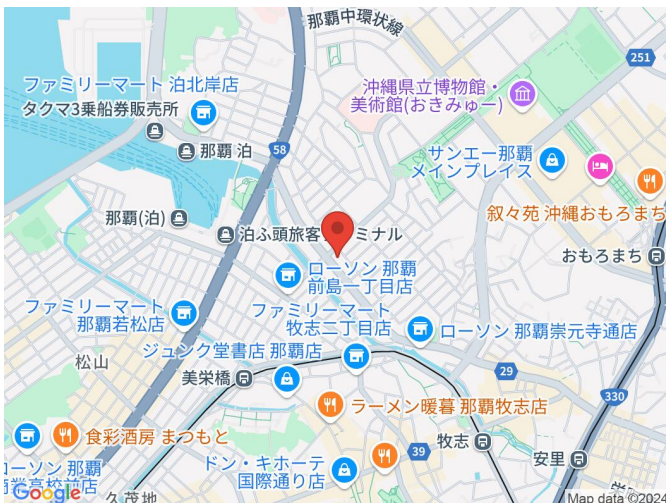 那覇中環状線
251
ファミリーマート 泊北岸店
沖縄県立博物館・
美術館(おきみゅー)
タクマ3乗船券販売所
58
サンエー那覇
メインプレイス
那覇 泊
叙々苑 沖縄おもろまち
那覇(泊)
泊ふ頭旅客
ミナル
おもろまち
ローソン 那覇
前島一丁目店
ファミリーマート
那覇若松店
ファミリーマート
牧志二丁目店
ローソン 那覇崇元寺通店
松山
ジュンク堂書店 那覇店
美栄橋
29
330
ラーメン暖暮 那覇牧志店
食彩酒房 まつもと
39
牧志
安里
ローソン 那覇
商業高校前店
ドン・キホーテ
国際通り店
久茂地
Google
Map data ©2024